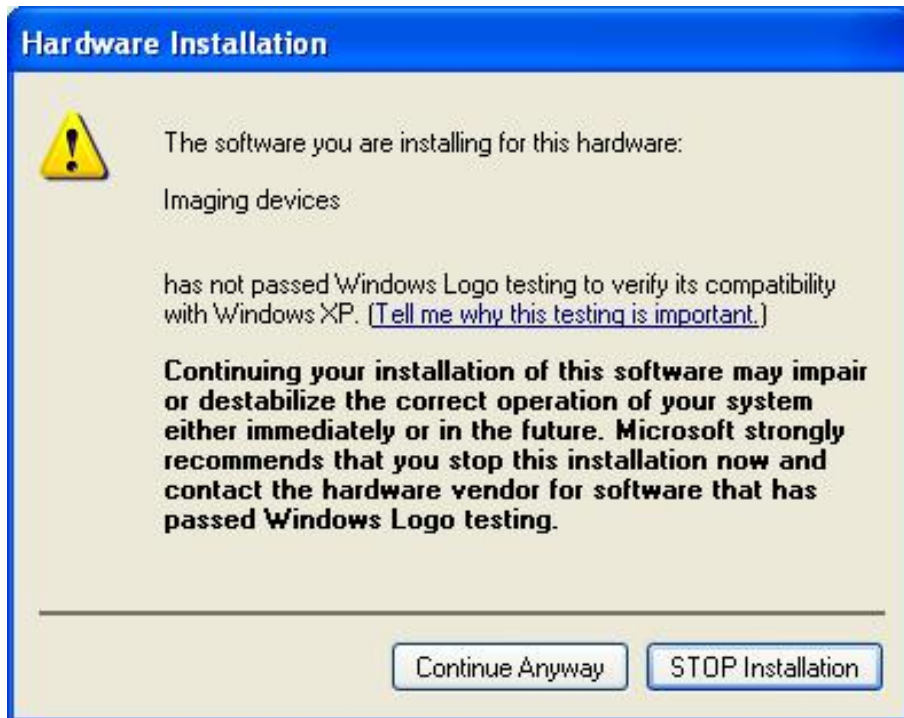 Hardware Installation
The software you are installing for this hardware:
Imaging devices
has not passed Windows Logo testing to verify its compatibility
with Windows XP. (Tell me why this testing is important.)
Continuing your installation of this software may impair
or destabilize the correct operation of your system
either immediately or in the future. Microsoft strongly
recommends that you stop this installation now and
contact the hardware vendor for software that has
passed Windows Logo testing.
Continue Anyway
STOP Installation